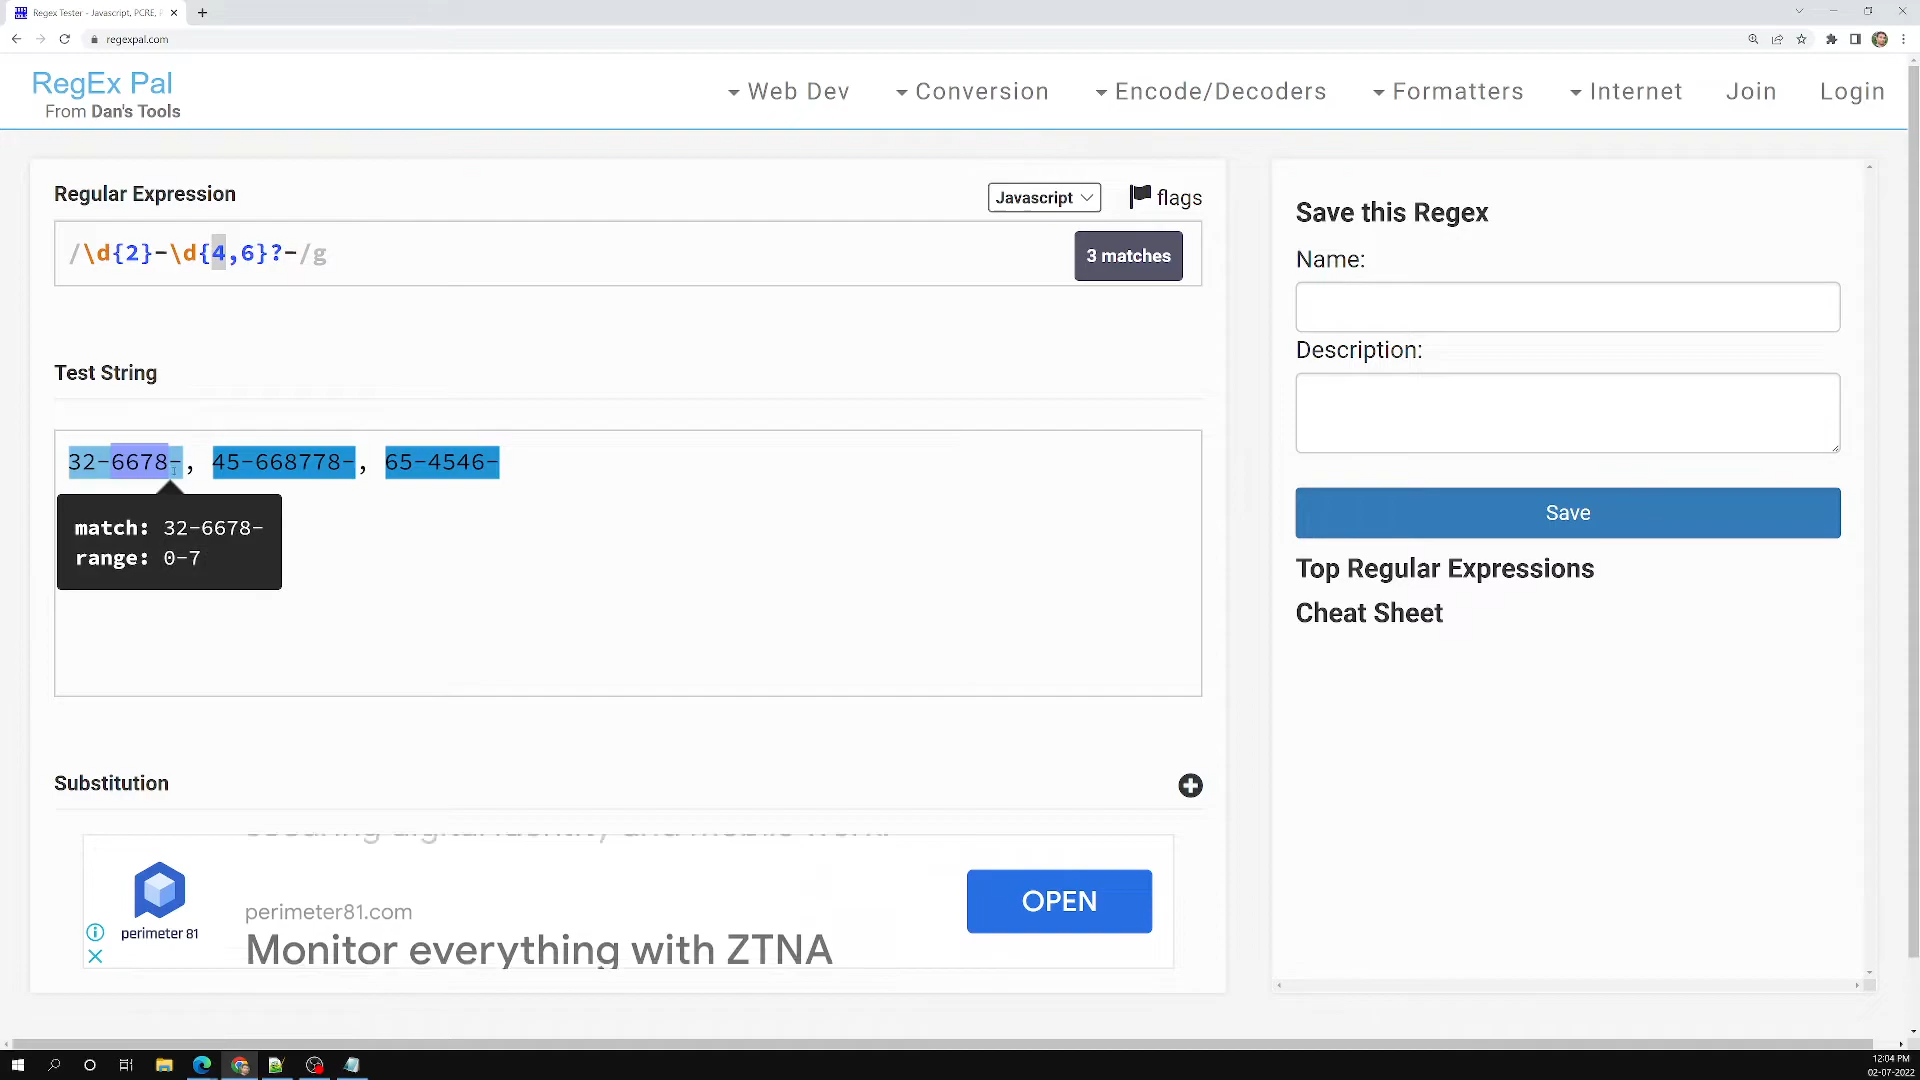 Regex Tester - Javascript, PCRE,
regexpal.com
RegEx Pal
From Dan's Tools
Web Dev
Conversion
Encode/Decoders
Formatters
Internet
Join
Login
Regular Expression
Javascript
flags
/\d{2}-\d{4,6}?-/g
3 matches
Test String
32-6678-, 45-668778-, 65-4546-
match: 32-6678-
range: 0-7
Substitution
perimeter 81
perimeter81.com
Monitor everything with ZTNA
OPEN
Save this Regex
Name:
Description:
Save
Top Regular Expressions
Cheat Sheet
12:04 PM
02-07-2022